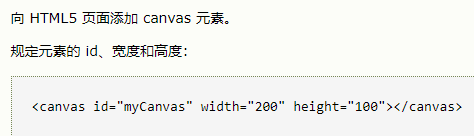 向 HTML5 页面添加 canvas 元素。
规定元素的 id、宽度和高度：
<canvas id="myCanvas" width="200" height="100"></canvas>